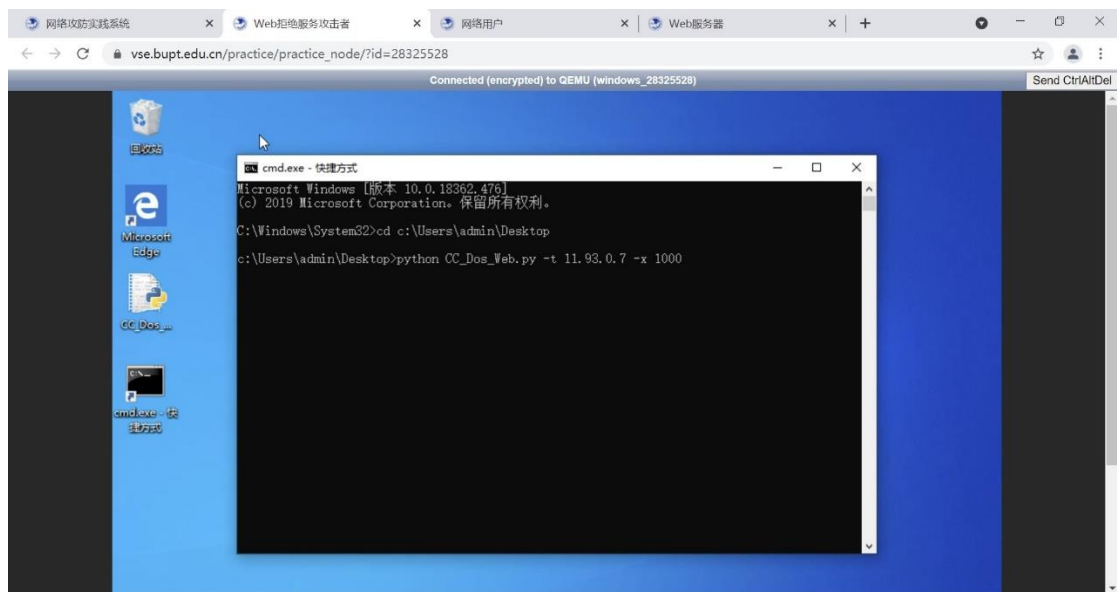 网络攻防实践系统
Web拒绝服务攻击者
网络用户
Web服务器
vse.bupt.edu.cn/practice/practice_node/?id=28325528
Connected (encrypted) to QEMU (windows_28325528)
Send CtrlAltDel
回收站
cmd.exe - 快捷方式
Microsoft Windows [版本 10.0.18362.476]
(c) 2019 Microsoft Corporation。保留所有权利。
C:\Windows\System32>cd c:\Users\admin\Desktop
c:\Users\admin\Desktop>python CC_Dos_Web.py -t 11.93.0.7 -x 1000
Microsoft
Edge
CC_Dos_...
cmd.exe - 快
捷方式